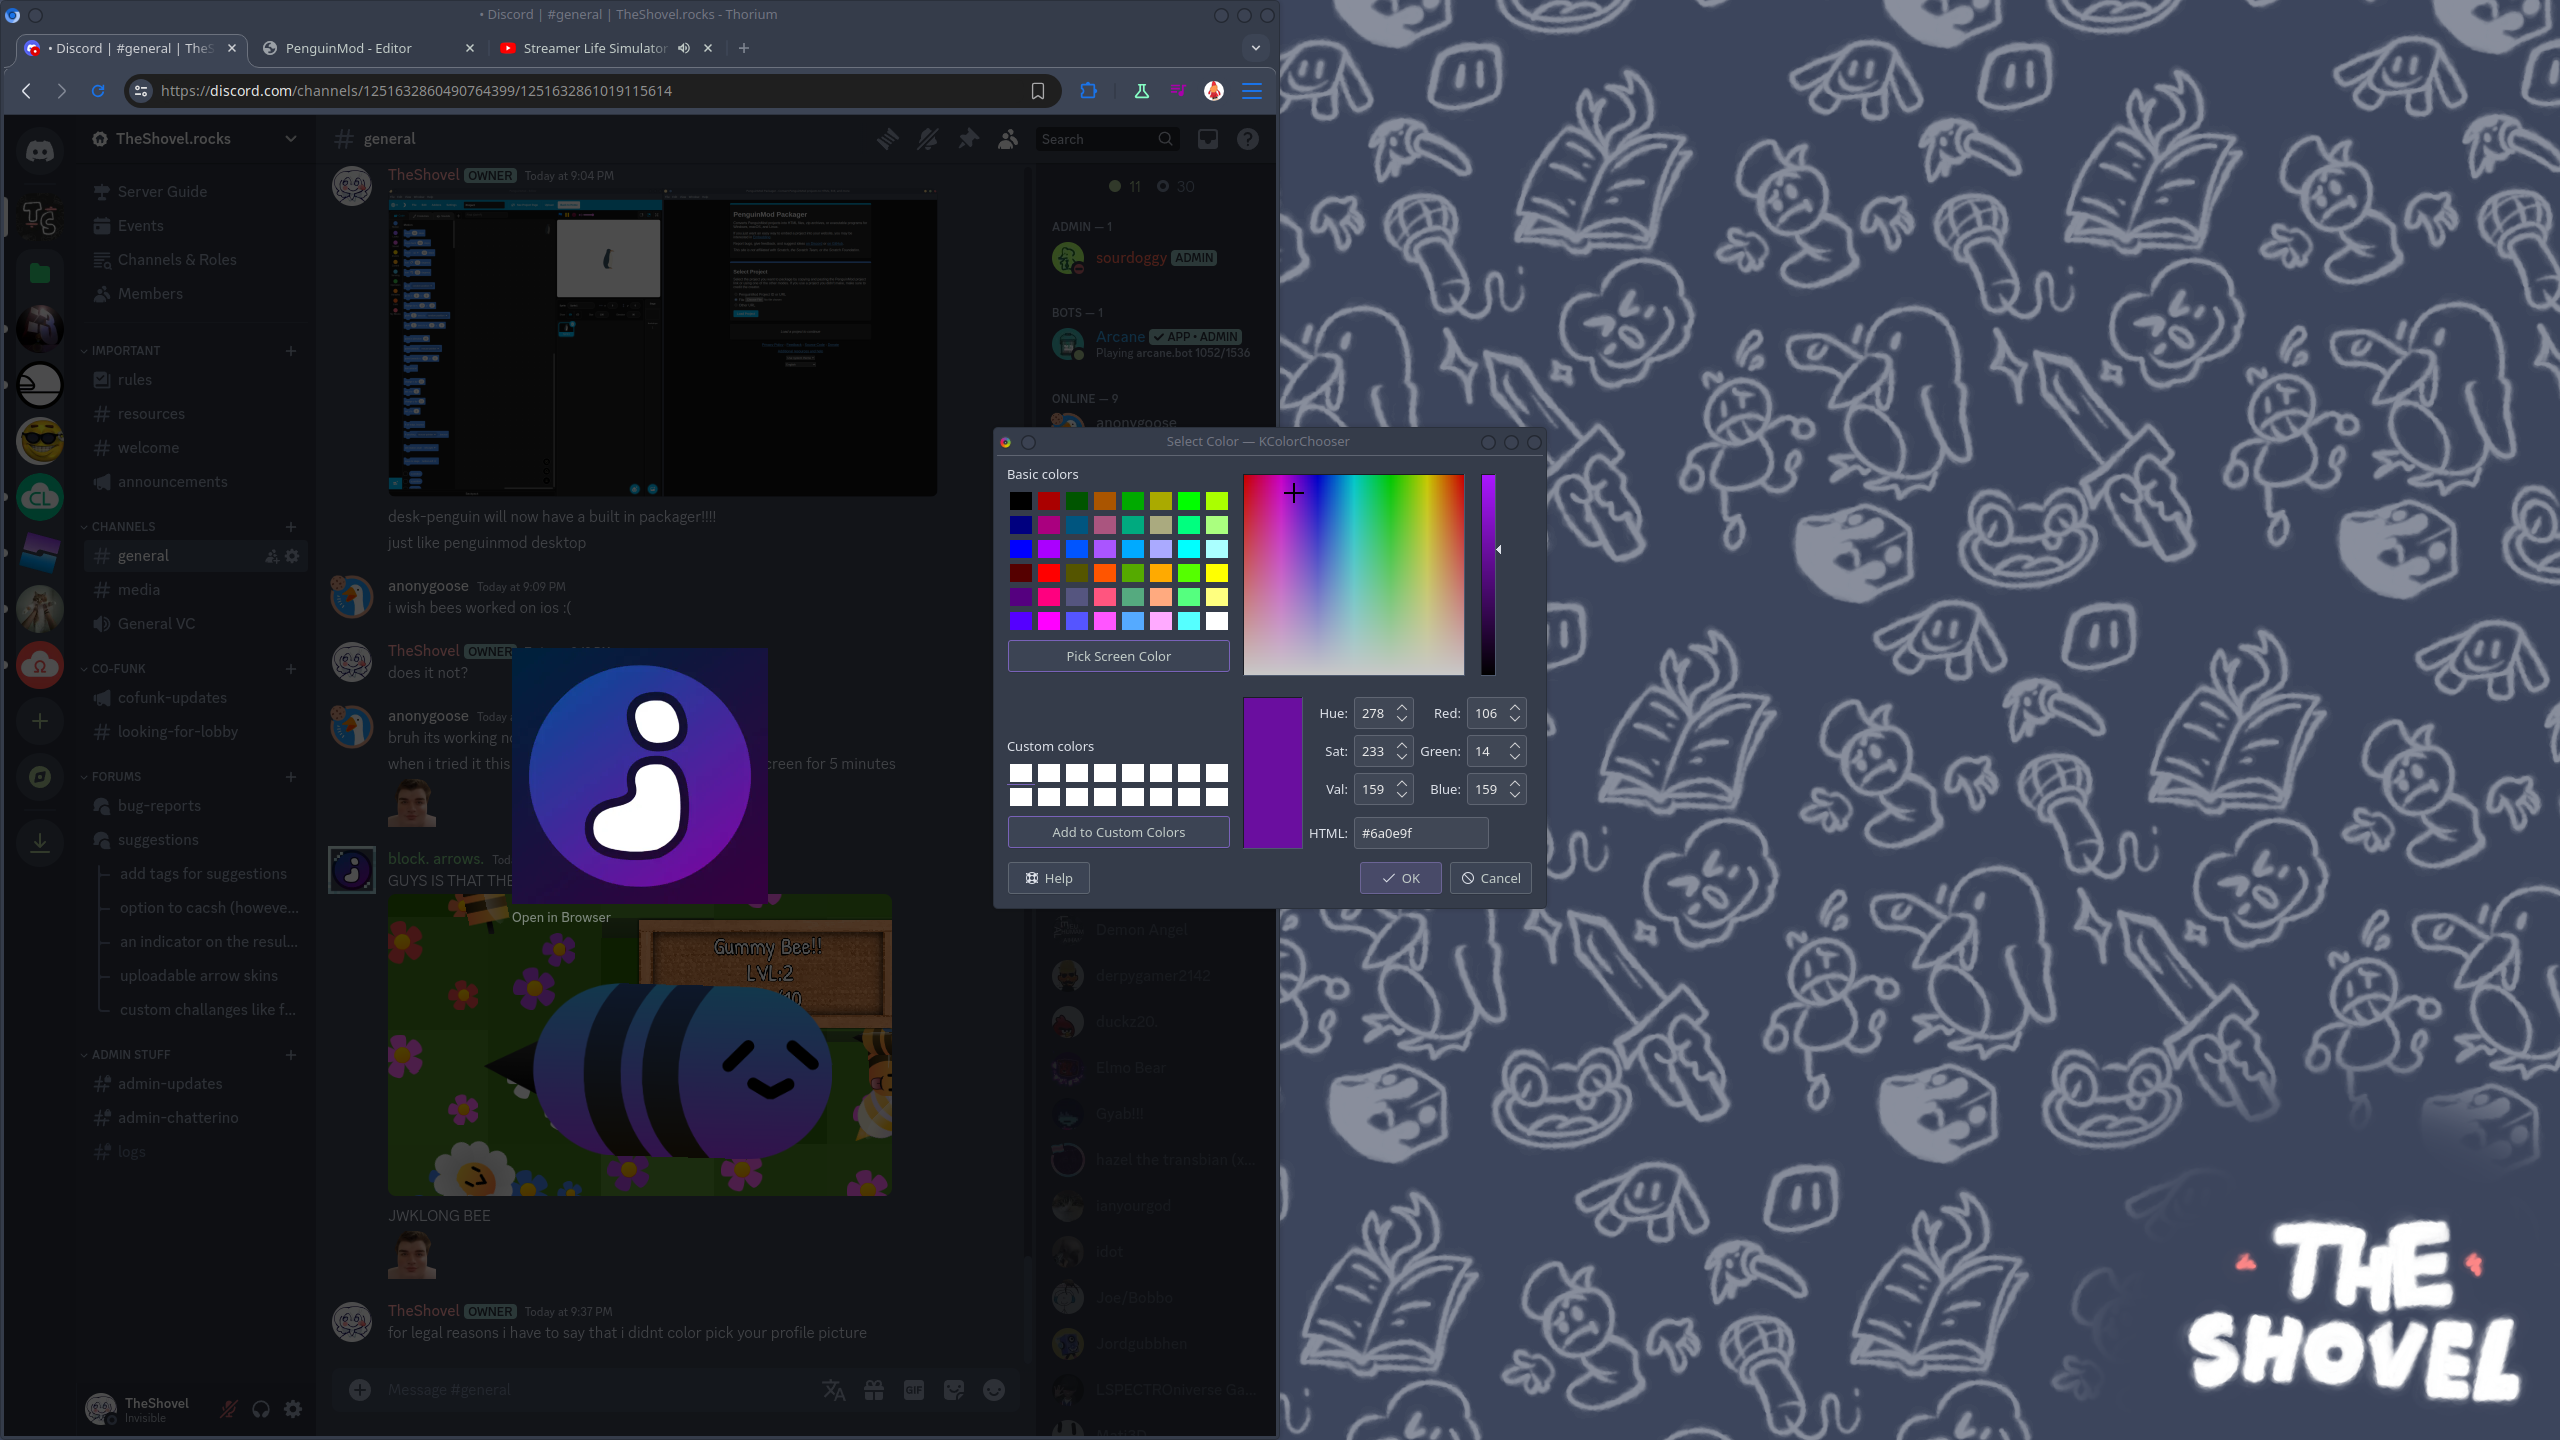 • Discord | #general | TheShovel.rocks - Thorium
• Discord | #general | TheS
PenguinMod - Editor
Streamer Life Simulator
https://discord.com/channels/1251632860490764399/1251632861019115614
TheShovel.rocks
general
Search
Server Guide
Events
Channels & Roles
Members
IMPORTANT
rules
resources
welcome
announcements
CHANNELS
general
media
General VC
CO-FUNK
cofunk-updates
looking-for-lobby
FORUMS
bug-reports
suggestions
add tags for suggestions
option to cacsh (howeve...
an indicator on the resul...
uploadable arrow skins
custom challanges like f...
ADMIN STUFF
admin-updates
admin-chatterino
logs
TheShovel
Invisible
CL
TheShovel OWNER Today at 9:04 PM
PenguinMod Packager
Select Project
desk-penguin will now have a built in packager!!!!
just like penguinmod desktop
anonygoose Today at 9:09 PM
i wish bees worked on ios :(
TheShovel OWNER
does it not?
anonygoose Today
bruh its working n
when i tried it this
creen for 5 minutes
block. arrows. Tod
GUYS IS THAT THE
Open in Browser
Gummy Bee!!
LVL:2
JWKLONG BEE
TheShovel OWNER Today at 9:37 PM
for legal reasons i have to say that i didnt color pick your profile picture
Message #general
GIF
11 30
ADMIN — 1
sourdoggy ADMIN
BOTS — 1
Arcane APP • ADMIN
Playing arcane.bot 1052/1536
ONLINE — 9
anonygoose
Demon Angel
derpygamer2142
duckz20.
Elmo Bear
Gyab!!!
hazel the transbian (x...
ianyourgod
idot
Joe/Bobbo
Jordgubbhen
LSPECTROniverse Ga...
Select Color — KColorChooser
Basic colors
Pick Screen Color
Custom colors
Add to Custom Colors
Hue: 278 Red: 106
Sat: 233 Green: 14
Val: 159 Blue: 159
HTML: #6a0e9f
Help
OK
Cancel
THE
SHOVEL